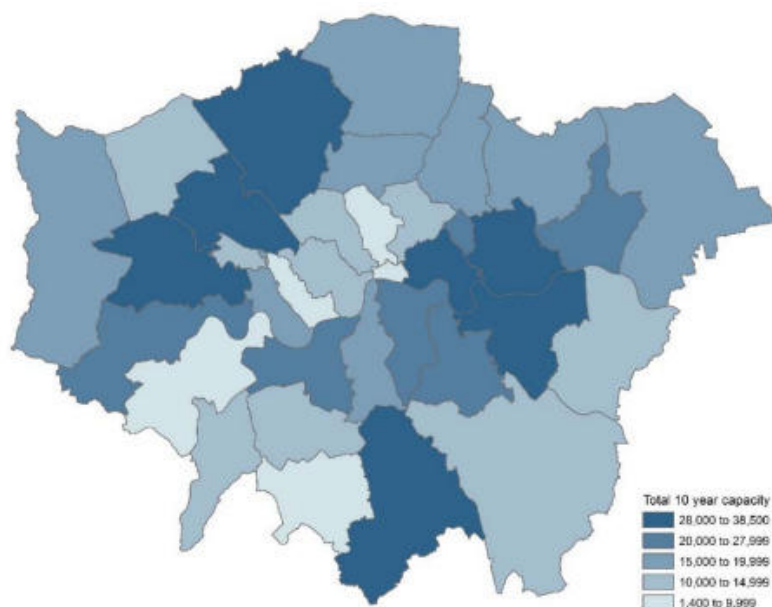 Total 10 year capacity
28,000 to 38,500
20,000 to 27,999
15,000 to 19,999
10,000 to 14,999
1,400 to 9,999